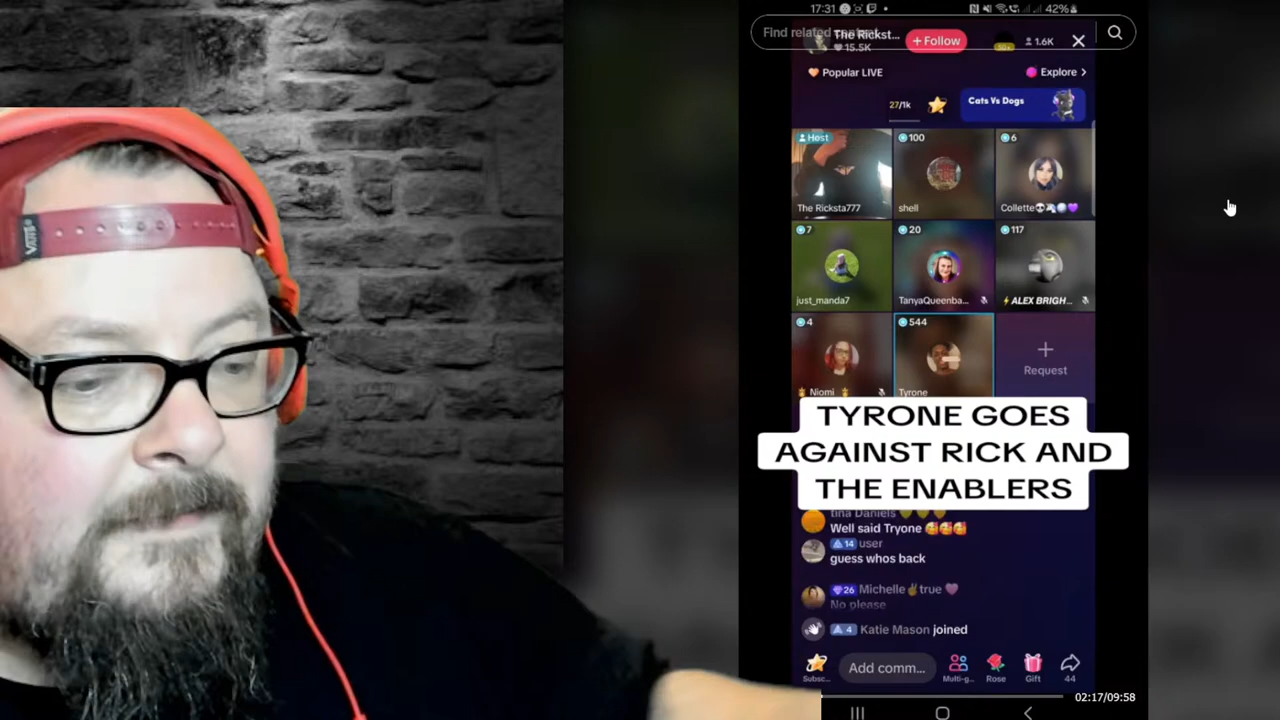 17:31
42%
Find related
The Rickst...
15.5K
+ Follow
1.6K
Popular LIVE
Explore >
27/1k
Cats Vs Dogs
Host
100
6
The Ricksta777
shell
Collette
7
20
117
just_manda7
TanyaQueenba...
⚡ALEX BRIGH...
4
544
Niomi
Tyrone
Request
TYRONE GOES
AGAINST RICK AND
THE ENABLERS
tina Daniels
Well said Tryone 🥰🥰🥰
14 user
guess whos back
26 Michelle✌true 💜
No please
4 Katie Mason joined
Subsc...
Add comm...
Multi-g...
Rose
Gift
44
02:17/09:58
VANS